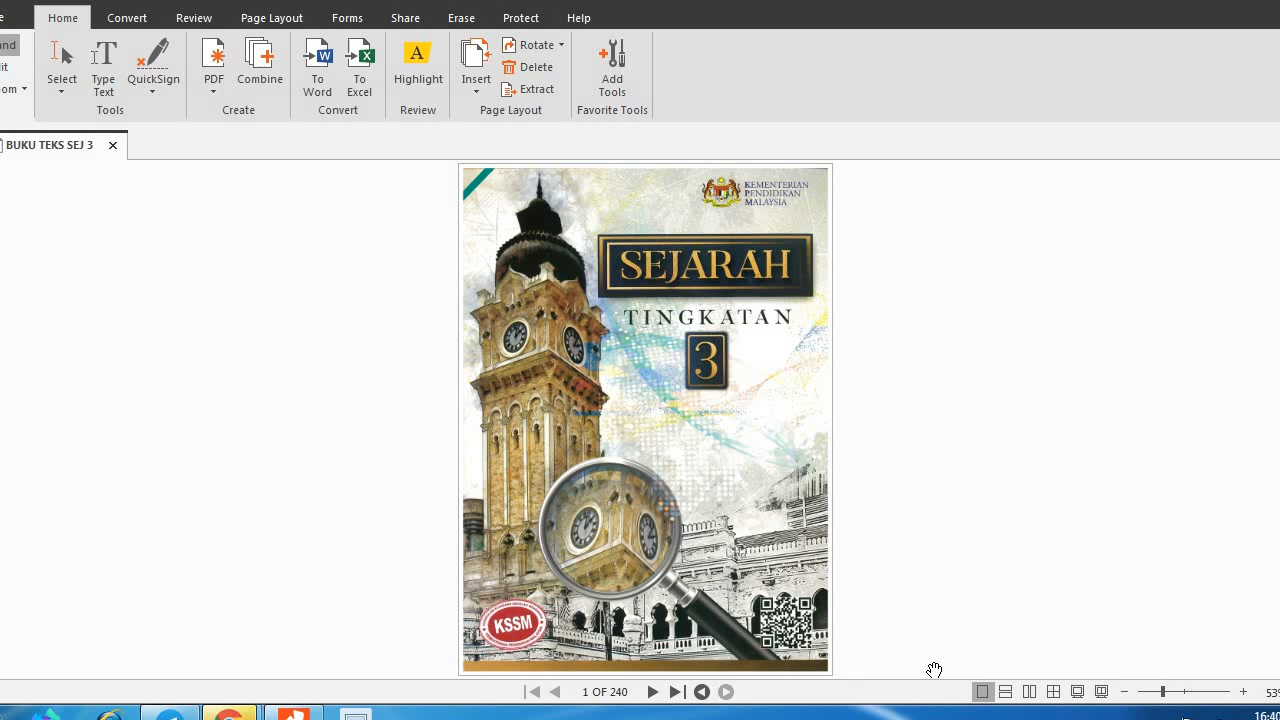 Home Convert Review Page Layout Forms Share Erase Protect Help
Select
Type Text
QuickSign
Tools
PDF
Combine
Create
To Word
To Excel
Convert
Highlight
Review
Insert
Rotate
Delete
Extract
Page Layout
Add Tools
Favorite Tools
BUKU TEKS SEJ 3
KEMENTERIAN
PENDIDIKAN
MALAYSIA
SEJARAH
TINGKATAN
3
KSSM
1 OF 240